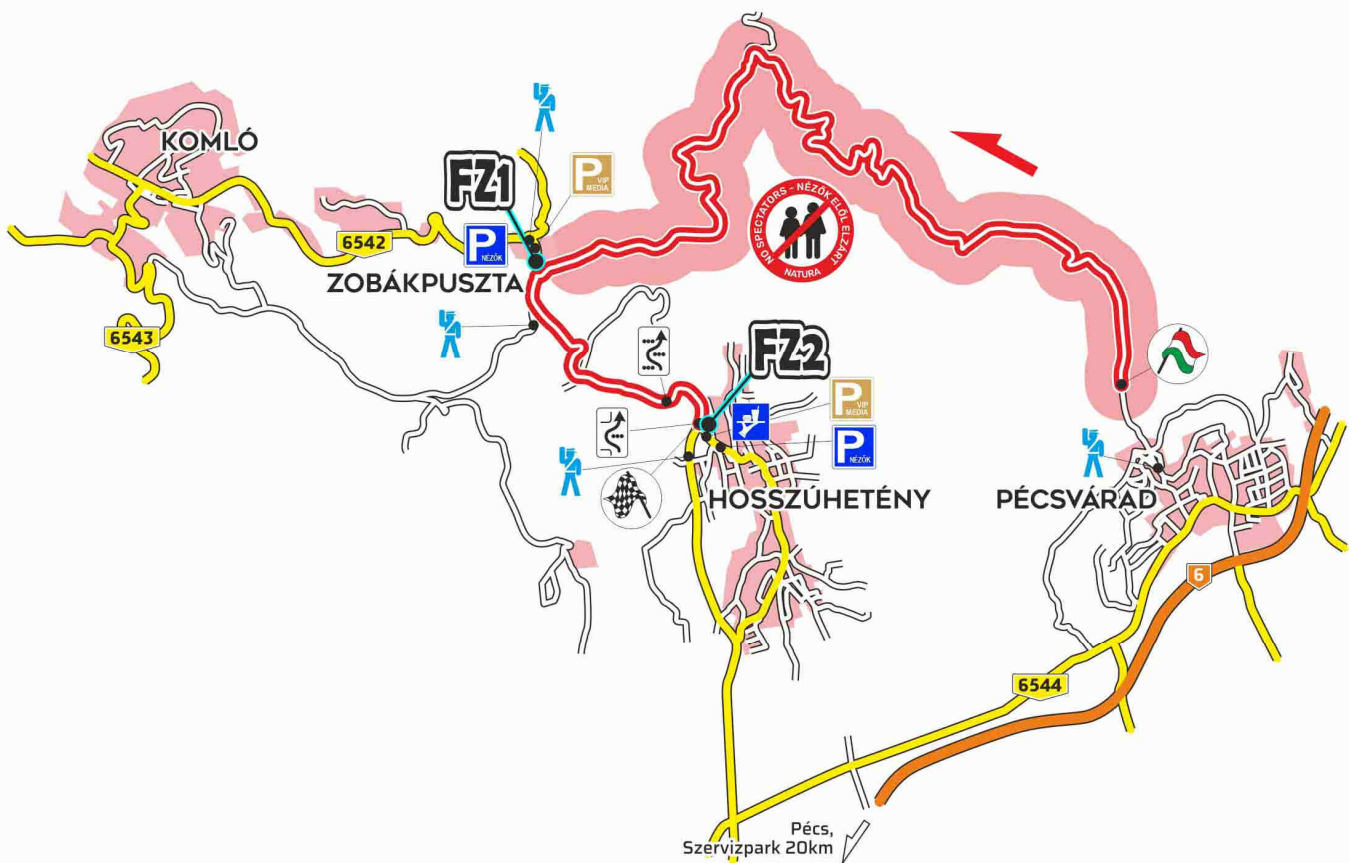 KOMLÓ
FZ1
P
VIP
MEDIA
6542
P
NÉZŐK
ZOBÁKPUSZTA
NO SPECTATORS - NÉZŐK ELŐL ELZÁRT
NATURA
6543
FZ2
P
VIP
MEDIA
P
NÉZŐK
HOSSZÚHETÉNY
PÉCSVÁRAD
6
6544
Pécs,
Szervizpark 20km